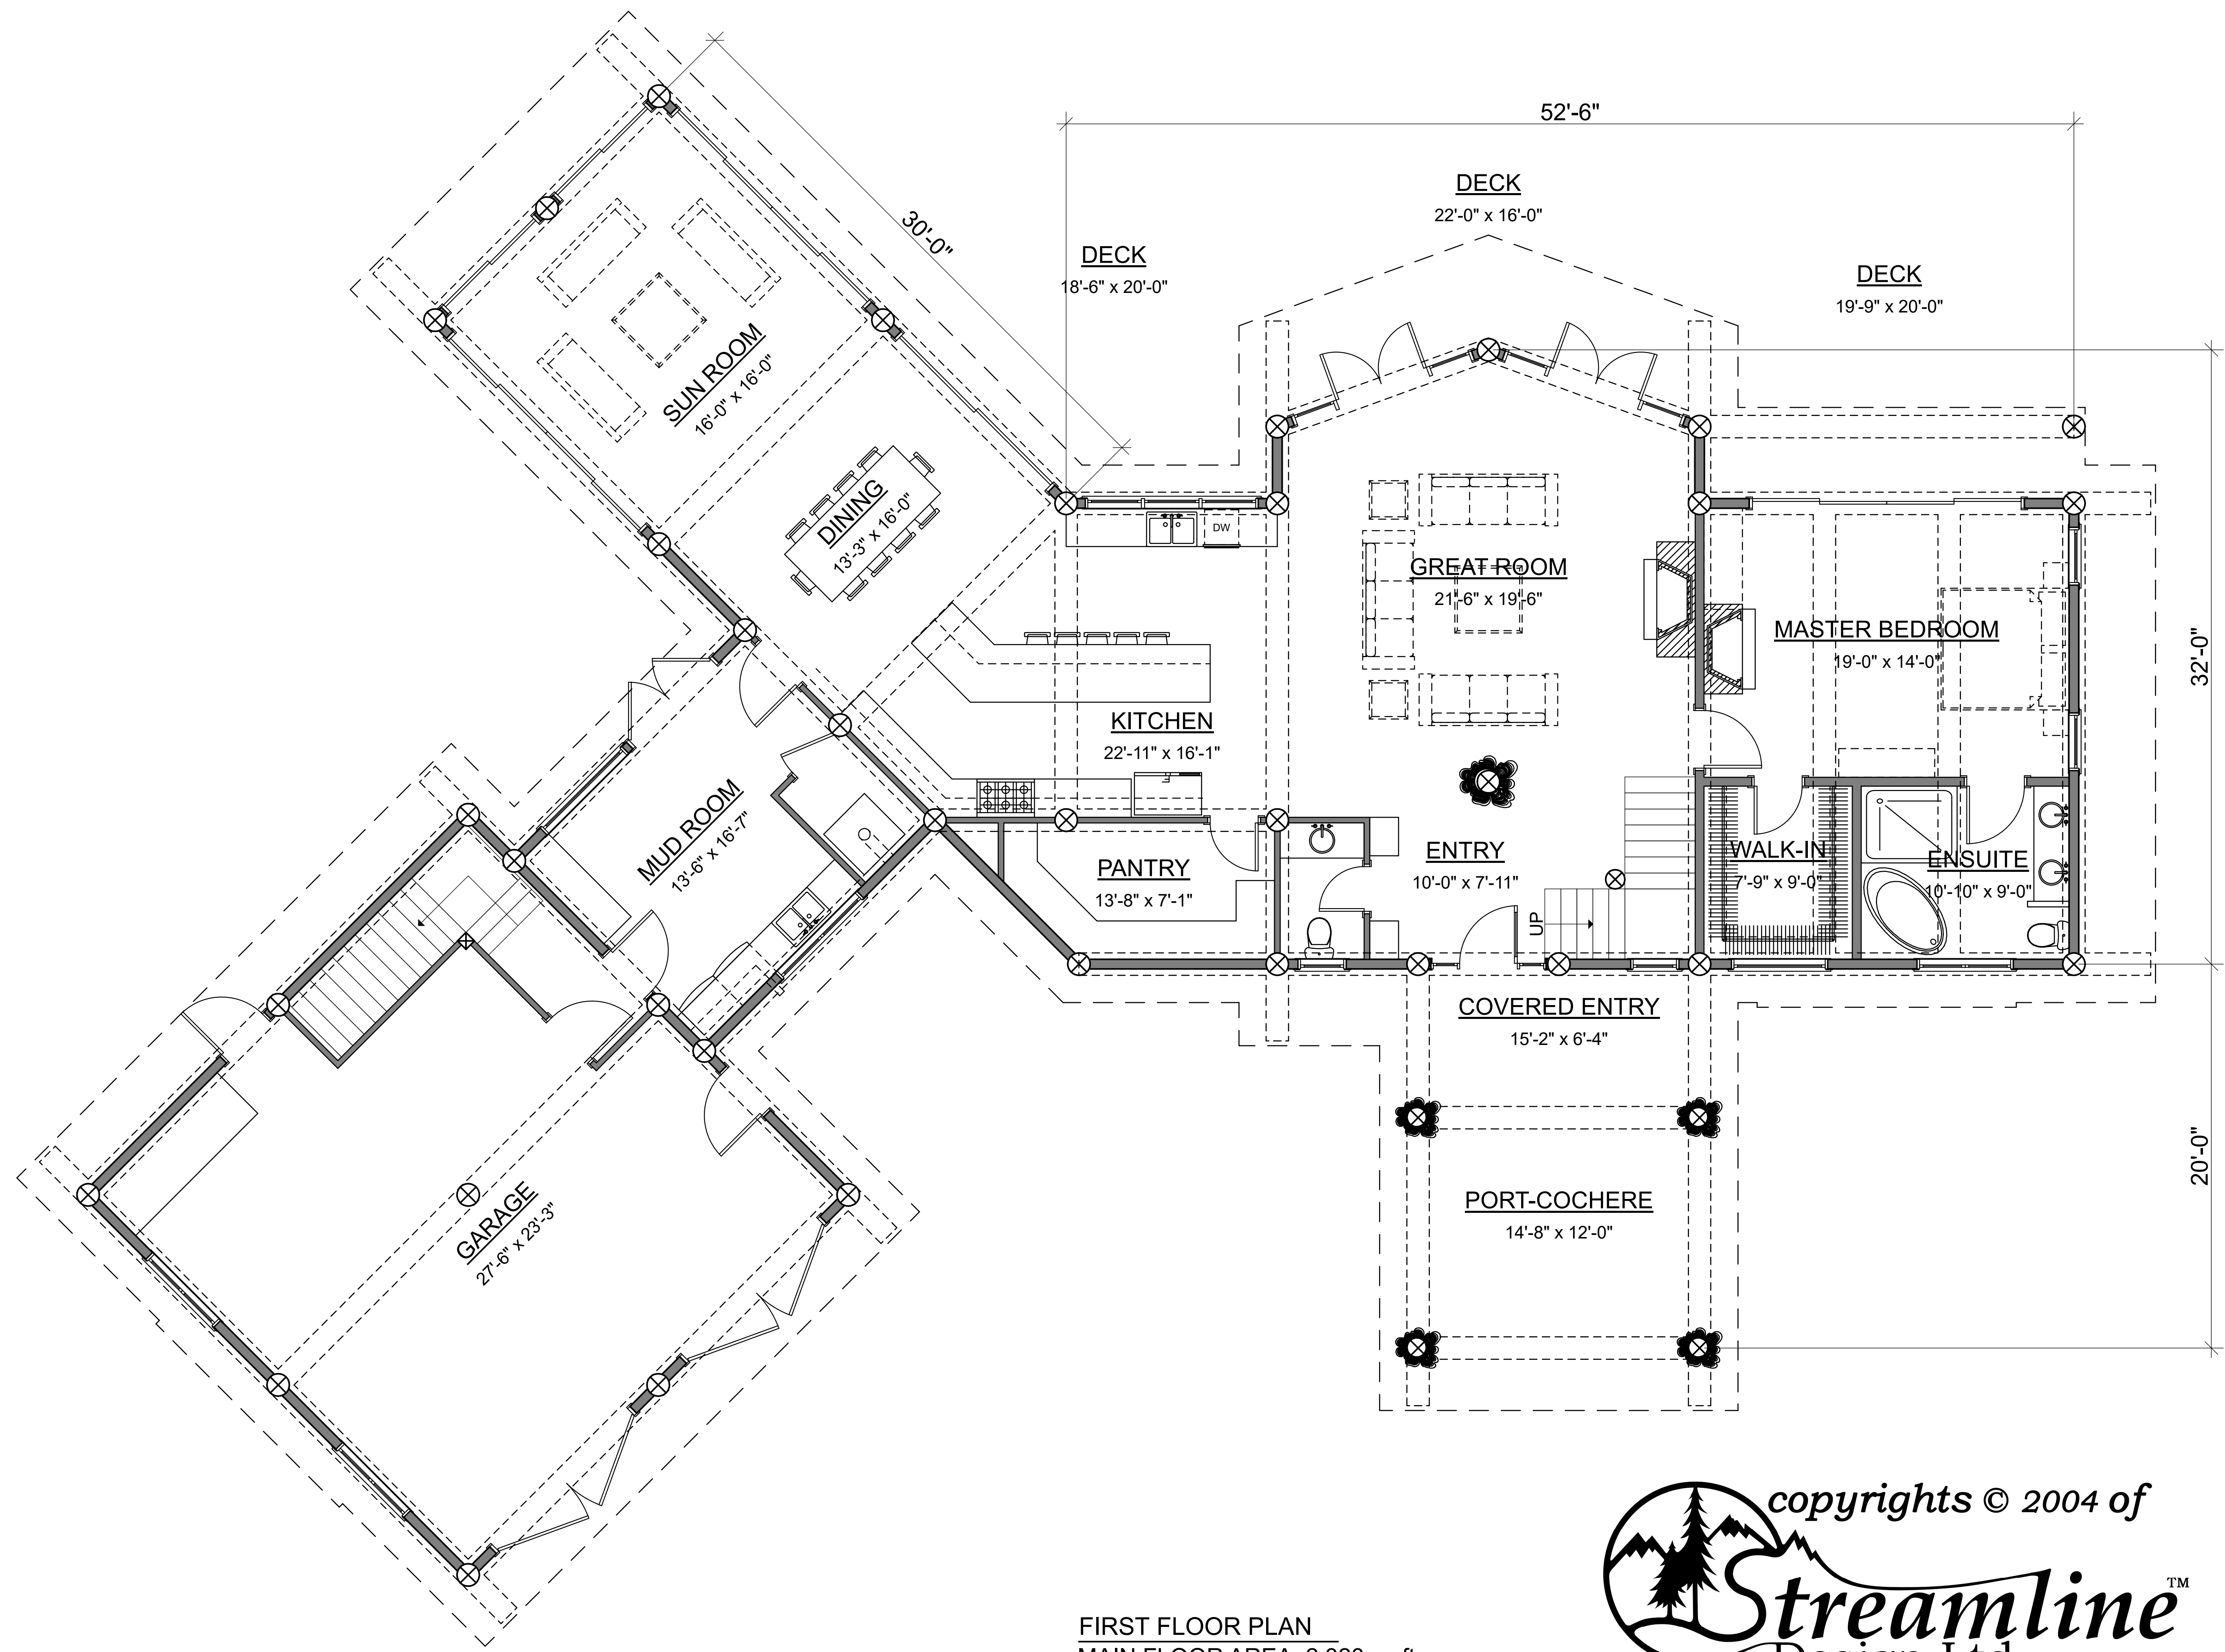 52'-6"
30'-0"
DECK
22'-0" x 16'-0"
DECK
18'-6" x 20'-0"
DECK
19'-9" x 20'-0"
SUN ROOM
16'-0" x 16'-0"
DINING
13'-3" x 16'-0"
DW
GREAT ROOM
21'-6" x 19'-6"
MASTER BEDROOM
19'-0" x 14'-0"
32'-0"
KITCHEN
22'-11" x 16'-1"
MUD ROOM
13'-6" x 16'-7"
PANTRY
13'-8" x 7'-1"
ENTRY
10'-0" x 7'-11"
WALK-IN
7'-9" x 9'-0"
ENSUITE
10'-10" x 9'-0"
UP
COVERED ENTRY
15'-2" x 6'-4"
GARAGE
27'-6" x 23'-3"
PORT-COCHERE
14'-8" x 12'-0"
20'-0"
copyrights © 2004 of
Streamline™
Design Ltd
FIRST FLOOR PLAN
MAIN FLOOR AREA